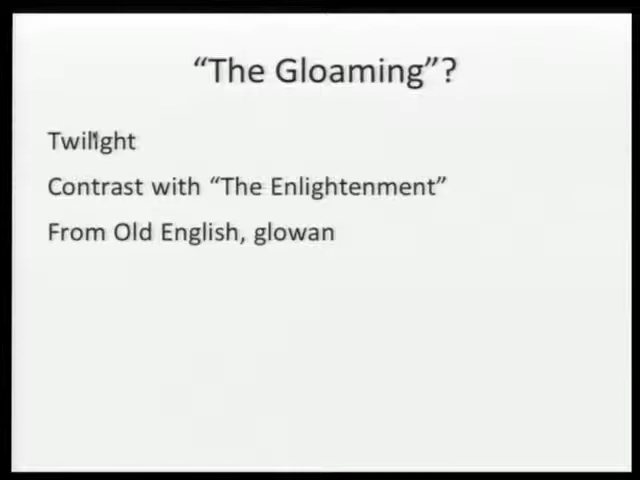 “The Gloaming”?
Twilight
Contrast with “The Enlightenment”
From Old English, glowan